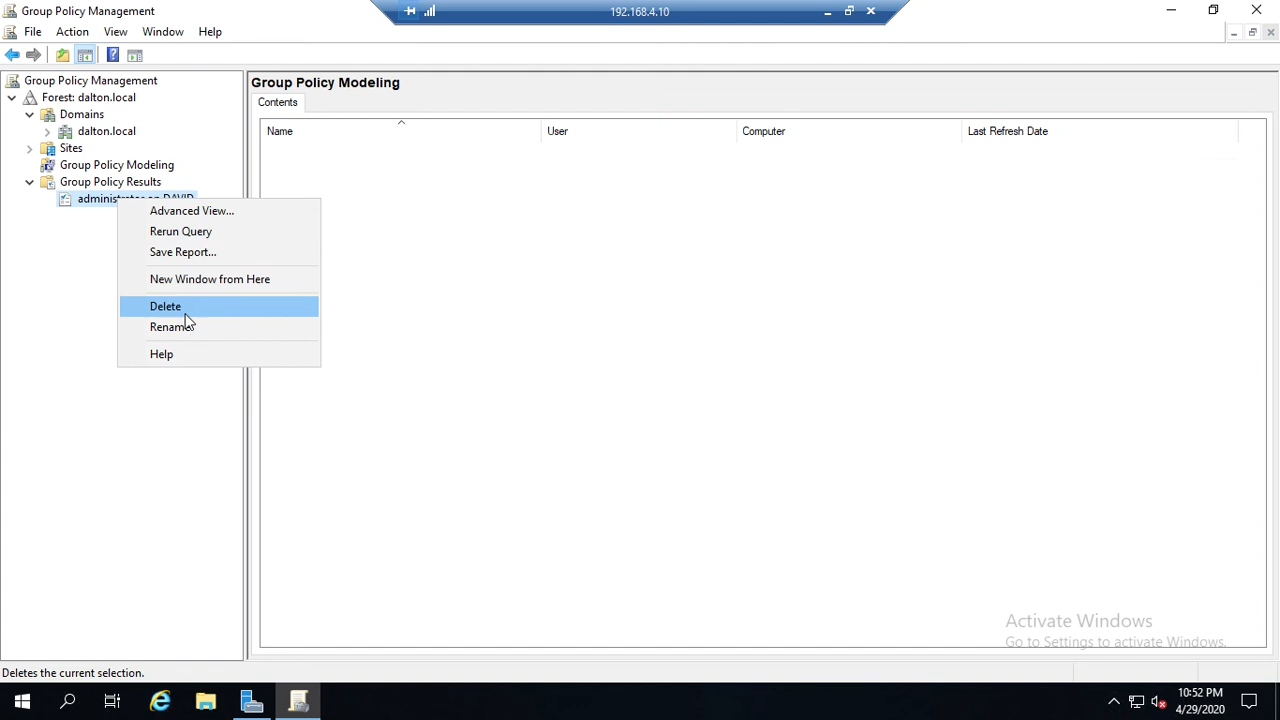 Group Policy Management
192.168.4.10
File Action View Window Help
Group Policy Management
Forest: dalton.local
Domains
dalton.local
Sites
Group Policy Modeling
Group Policy Results
administrator on DAVID
Advanced View...
Rerun Query
Save Report...
New Window from Here
Delete
Rename
Help
Group Policy Modeling
Contents
Name User Computer Last Refresh Date
Activate Windows
Go to Settings to activate Windows.
Deletes the current selection.
10:52 PM
4/29/2020